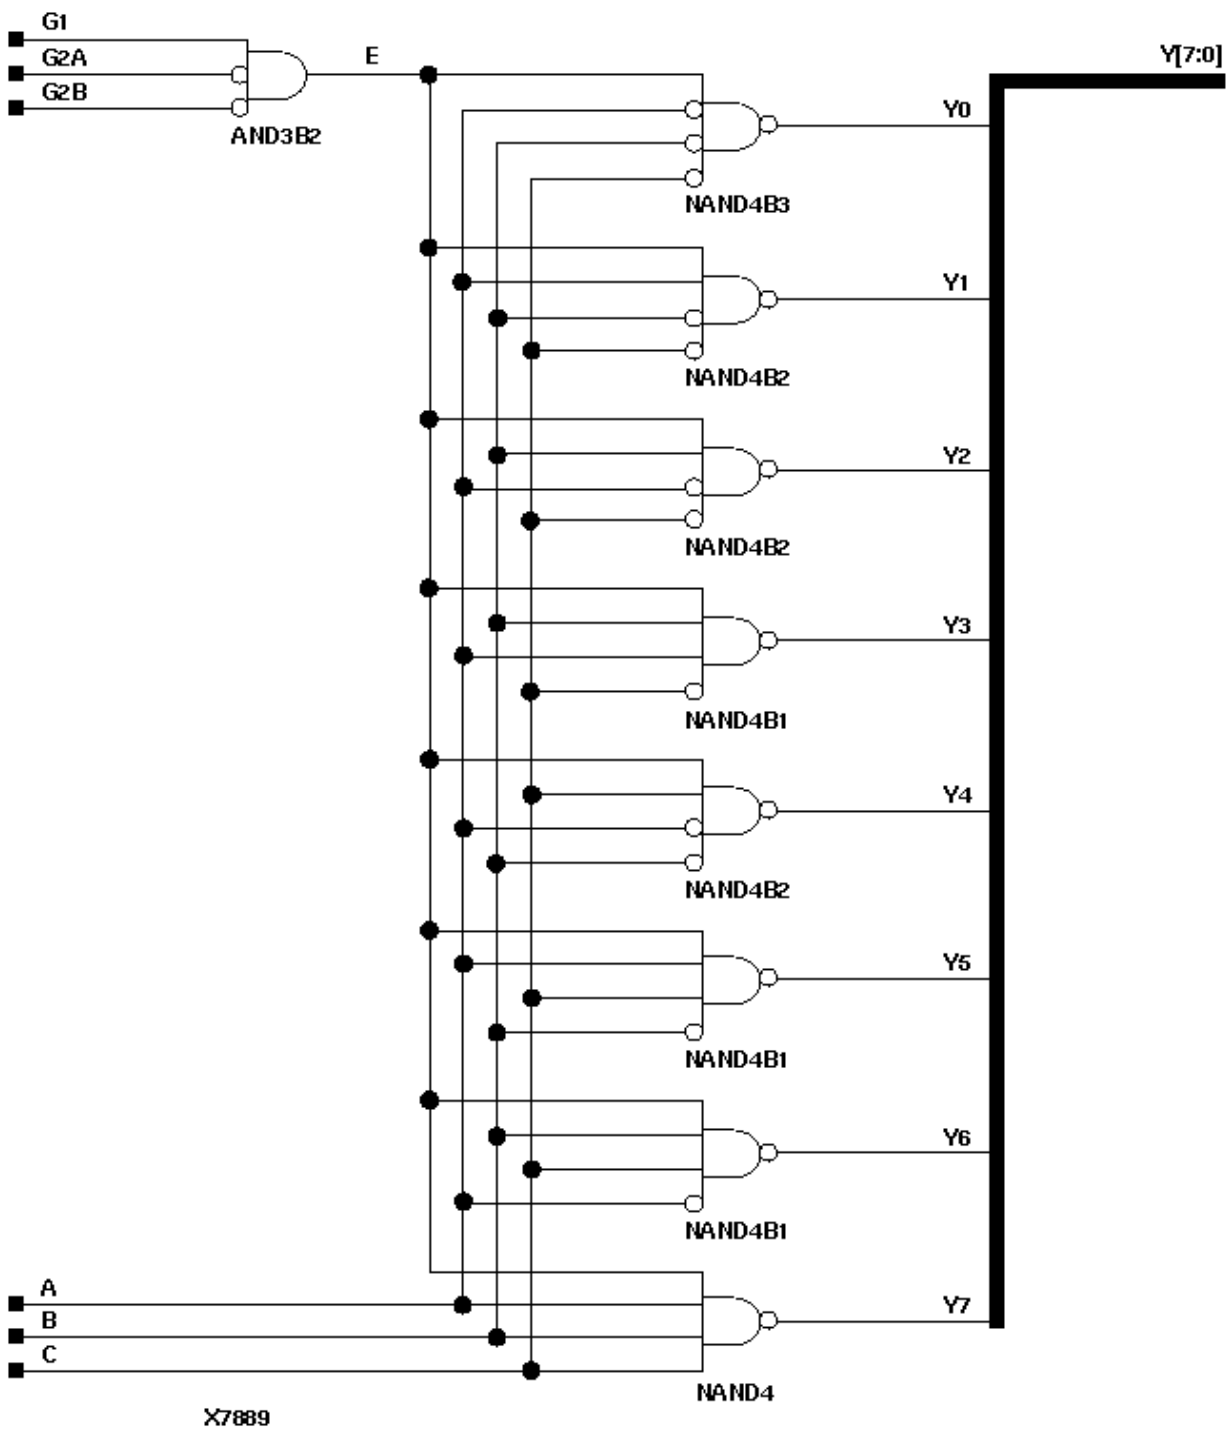 G1
Y[7:0]
G2A
E
G2B
Y0
AND3B2
NAND4B3
Y1
NAND4B2
Y2
NAND4B2
Y3
NAND4B1
Y4
NAND4B2
Y5
NAND4B1
Y6
NAND4B1
A
Y7
B
C
NAND4
X7889